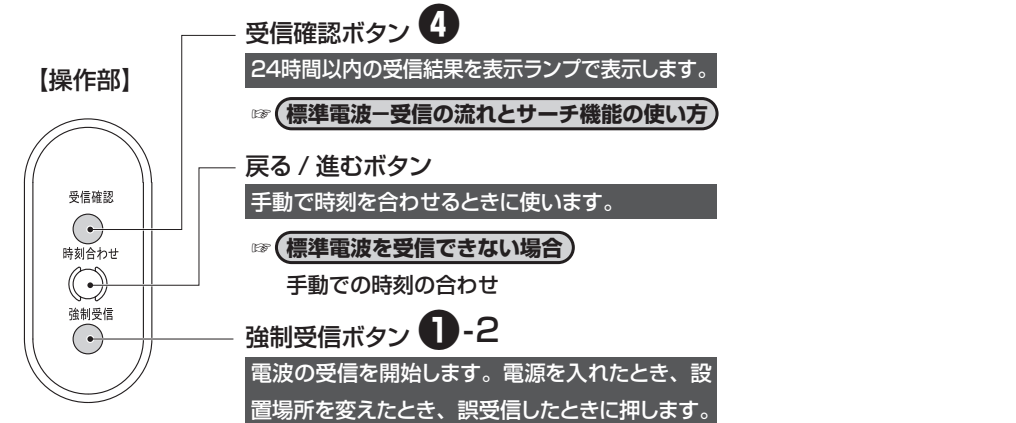 【操作部】
受信確認
時刻合わせ
強制受信
受信確認ボタン ❹
24時間以内の受信結果を表示ランプで表示します。
☞ 標準電波ー受信の流れとサーチ機能の使い方
戻る / 進むボタン
手動で時刻を合わせるときに使います。
☞ 標準電波を受信できない場合
手動での時刻の合わせ
強制受信ボタン ❶-2
電波の受信を開始します。電源を入れたとき、設
置場所を変えたとき、誤受信したときに押します。